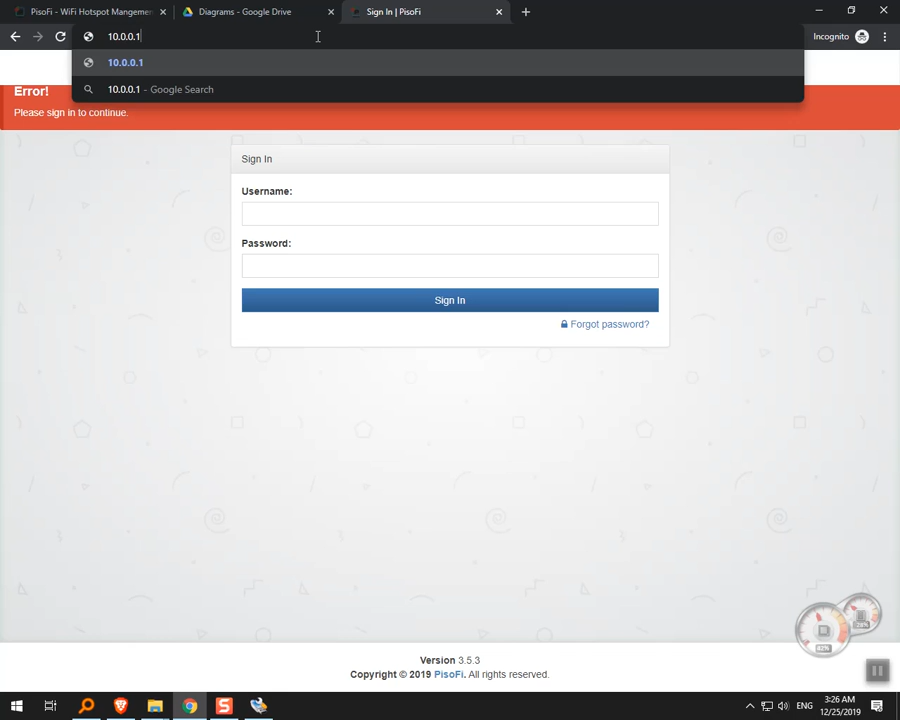 PisoFi - WiFi Hotspot Mangemen
Diagrams - Google Drive
Sign In | PisoFi
10.0.0.1
Incognito
10.0.0.1
10.0.0.1 - Google Search
Error!
Please sign in to continue.
Sign In
Username:
Password:
Sign In
Forgot password?
42%
Version 3.5.3
Copyright © 2019 PisoFi. All rights reserved.
ENG
3:26 AM
12/25/2019